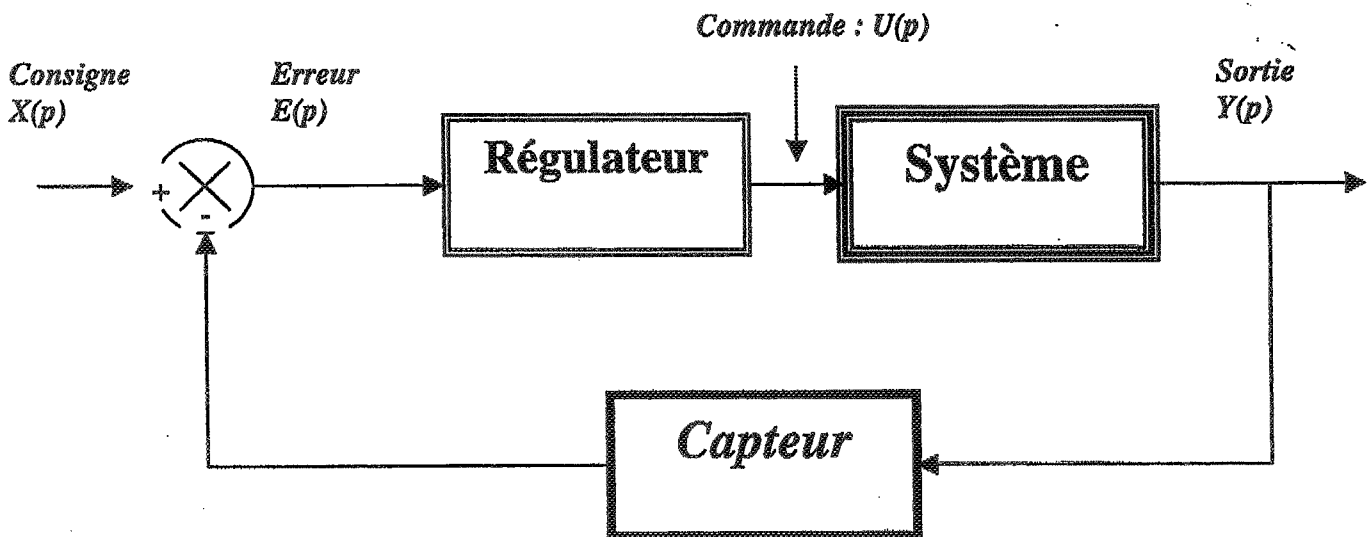 Commande : U(p)
Consigne
X(p)
Erreur
E(p)
Sortie
Y(p)
Régulateur
Système
+
-
Capteur